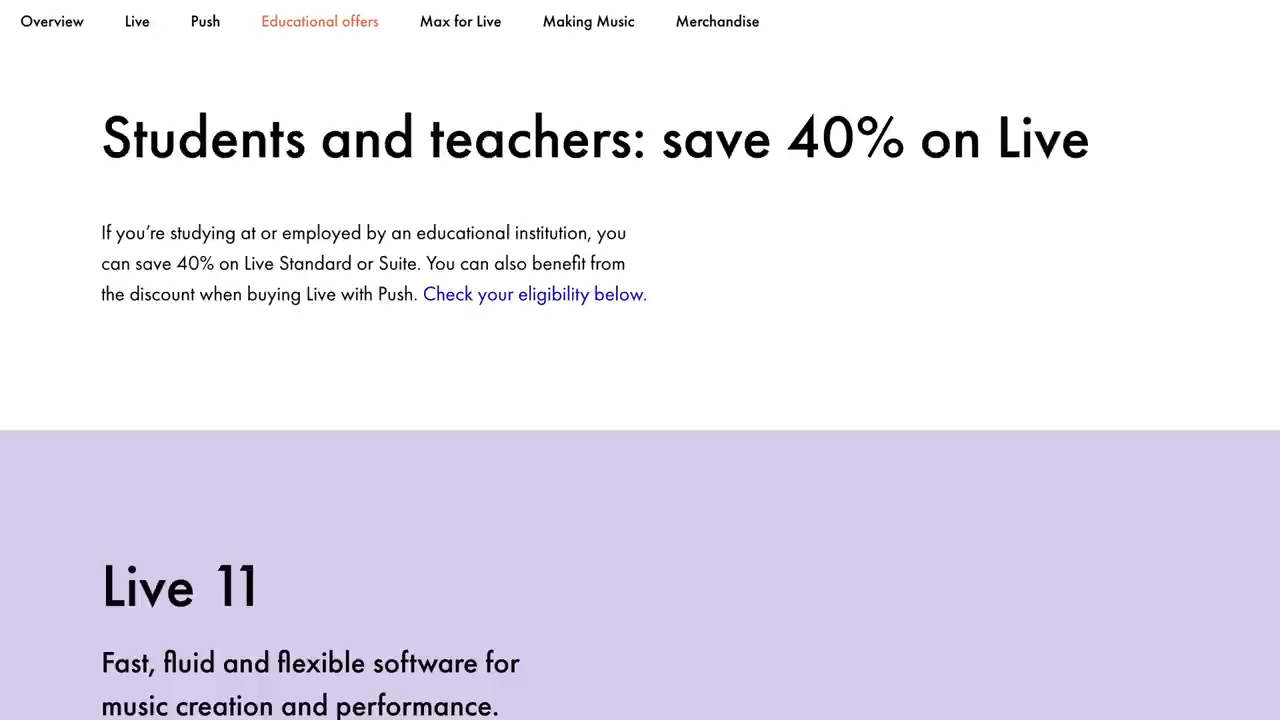 Overview Live Push Educational offers Max for Live Making Music Merchandise
Students and teachers: save 40% on Live
If you’re studying at or employed by an educational institution, you
can save 40% on Live Standard or Suite. You can also benefit from
the discount when buying Live with Push. Check your eligibility below.
Live 11
Fast, fluid and flexible software for
music creation and performance.